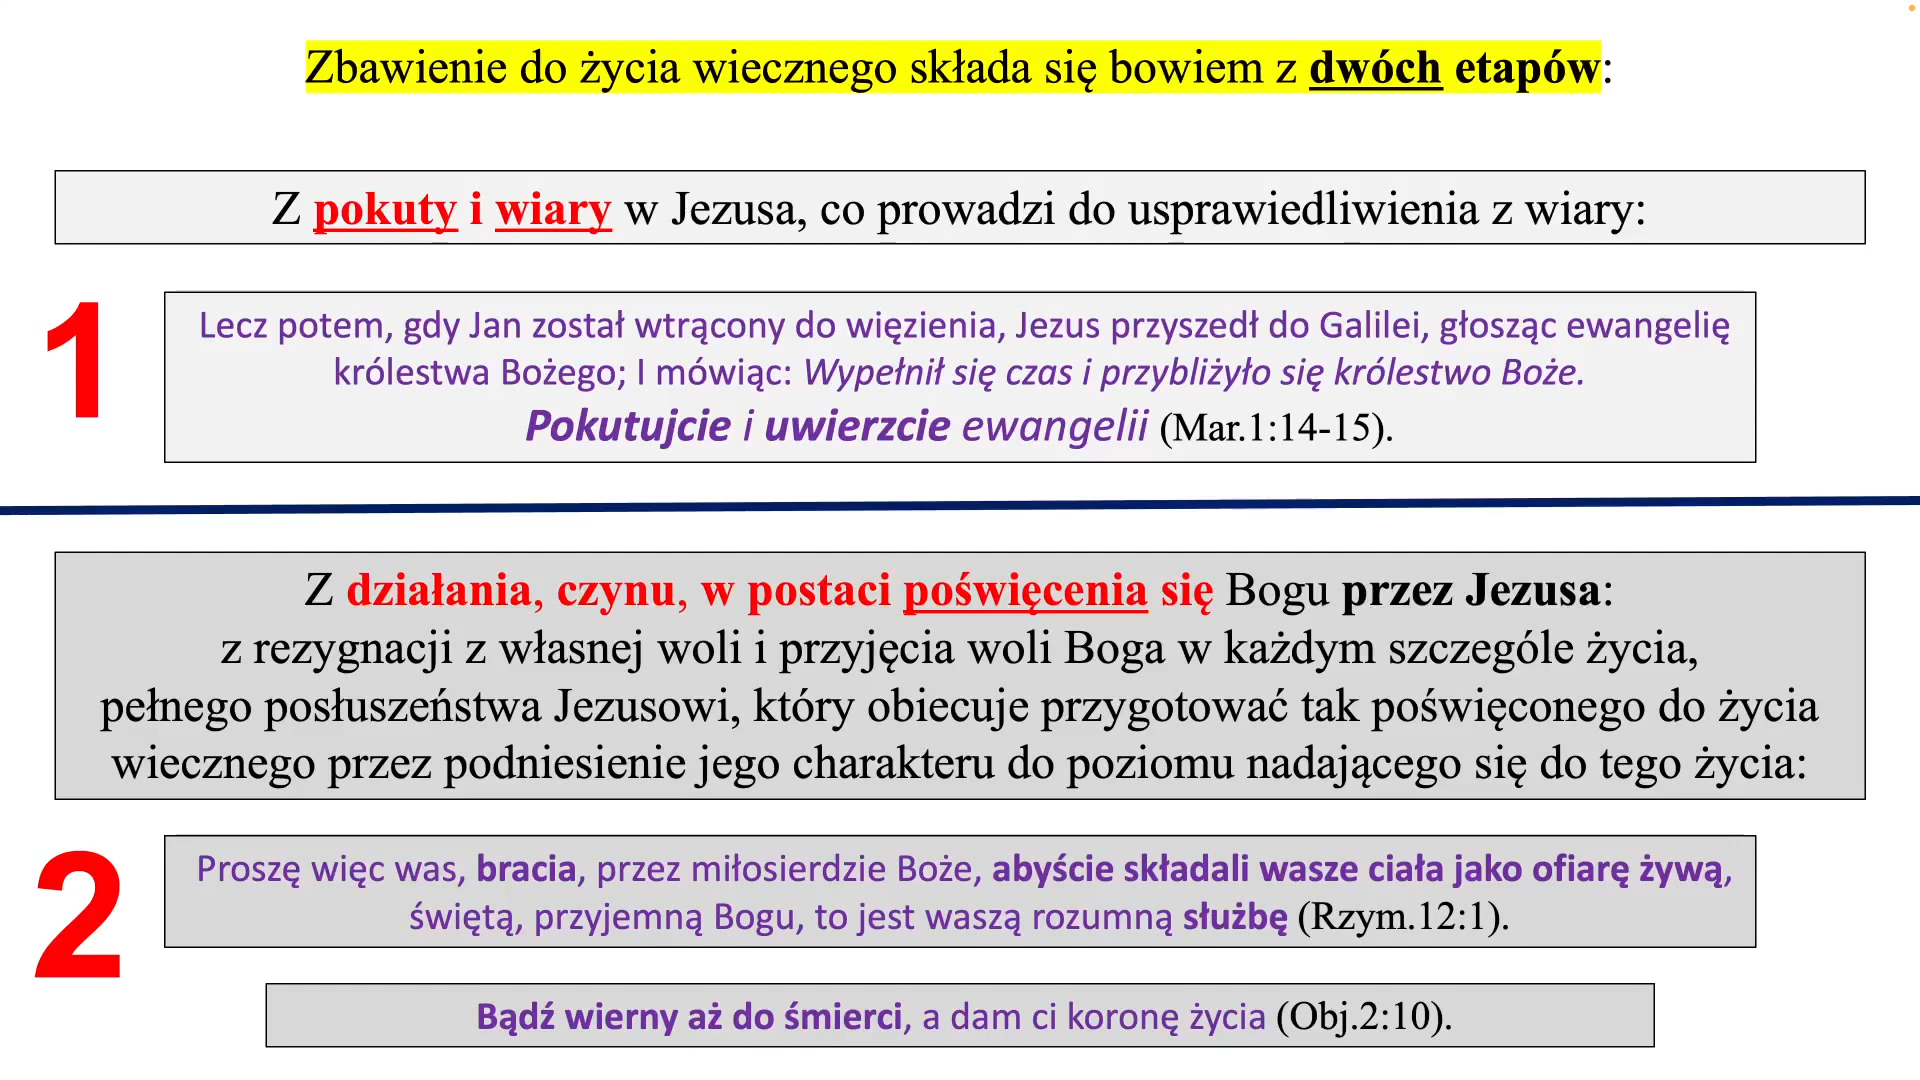 Zbawienie do życia wiecznego składa się bowiem z dwóch etapów:
Z pokuty i wiary w Jezusa, co prowadzi do usprawiedliwienia z wiary:
1
Lecz potem, gdy Jan został wtrącony do więzienia, Jezus przyszedł do Galilei, głosząc ewangelię
królestwa Bożego; I mówiąc: Wypełnił się czas i przybliżyło się królestwo Boże.
Pokutujcie i uwierzcie ewangelii (Mar.1:14-15).
Z działania, czynu, w postaci poświęcenia się Bogu przez Jezusa:
z rezygnacji z własnej woli i przyjęcia woli Boga w każdym szczególe życia,
pełnego posłuszeństwa Jezusowi, który obiecuje przygotować tak poświęconego do życia
wiecznego przez podniesienie jego charakteru do poziomu nadającego się do tego życia:
2
Proszę więc was, bracia, przez miłosierdzie Boże, abyście składali wasze ciała jako ofiarę żywą,
świętą, przyjemną Bogu, to jest waszą rozumną służbę (Rzym.12:1).
Bądź wierny aż do śmierci, a dam ci koronę życia (Obj.2:10).